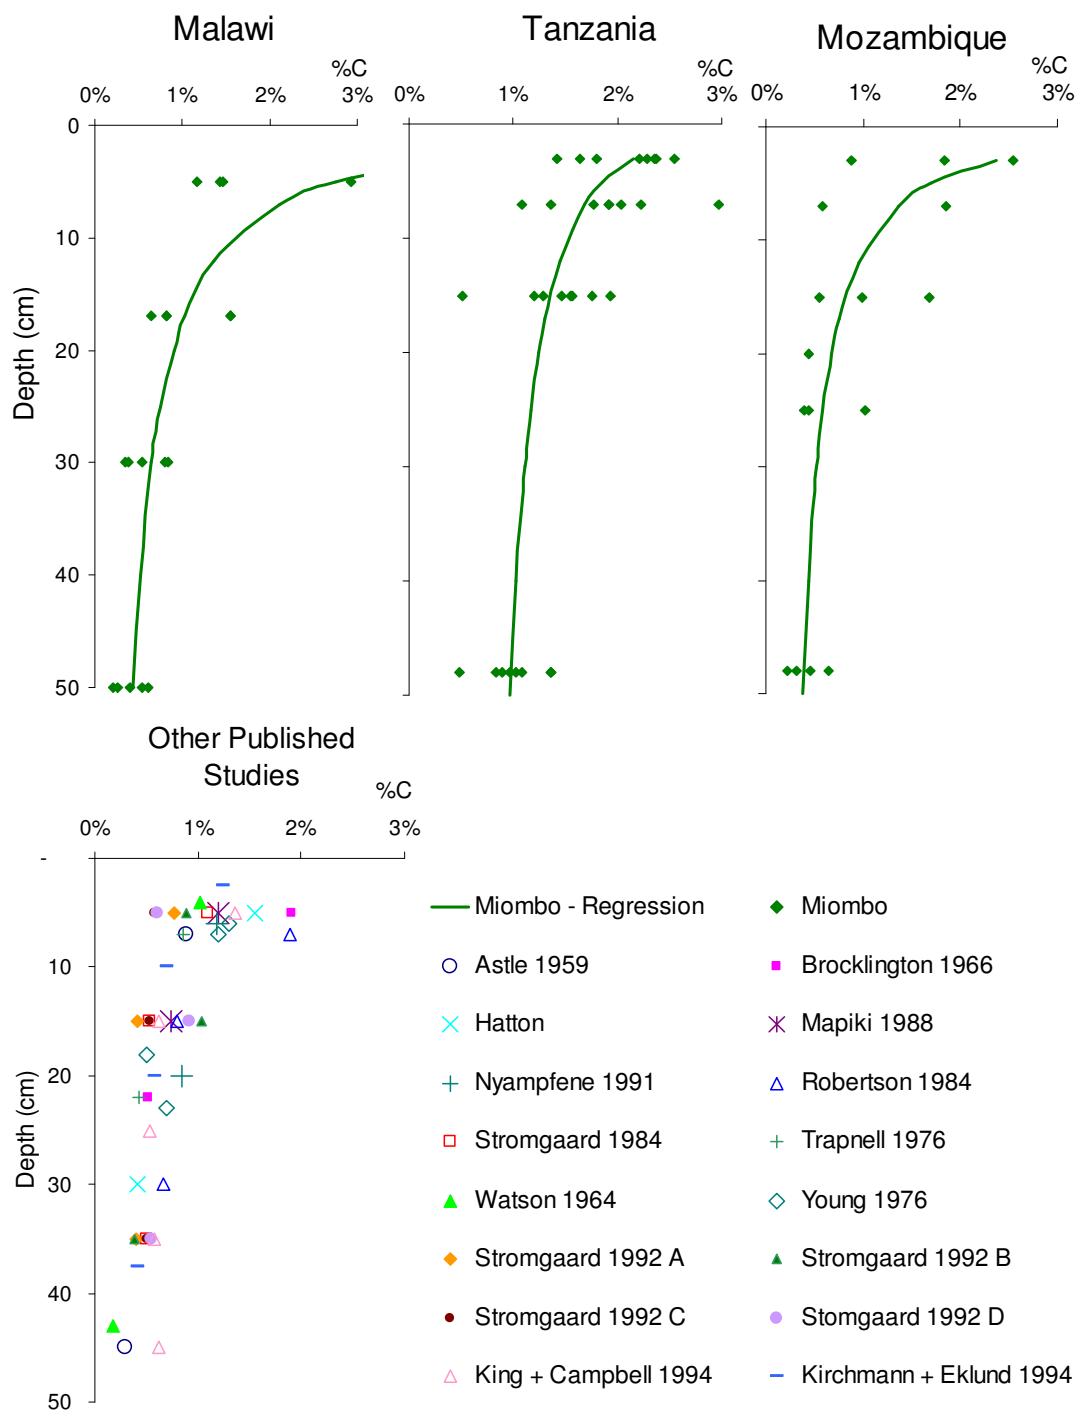 Malawi
Tanzania
Mozambique
%C
%C
%C
0% 1% 2% 3%
0% 1% 2% 3%
0% 1% 2% 3%
0
10
20
30
40
50
Depth (cm)
Other Published
Studies
%C
0% 1% 2% 3%
-
10
20
30
40
50
Depth (cm)
Miombo - Regression
Miombo
Astle 1959
Brocklington 1966
Hatton
Mapiki 1988
Nyampfene 1991
Robertson 1984
Stromgaard 1984
Trapnell 1976
Watson 1964
Young 1976
Stromgaard 1992 A
Stromgaard 1992 B
Stromgaard 1992 C
Stomgaard 1992 D
King + Campbell 1994
Kirchmann + Eklund 1994